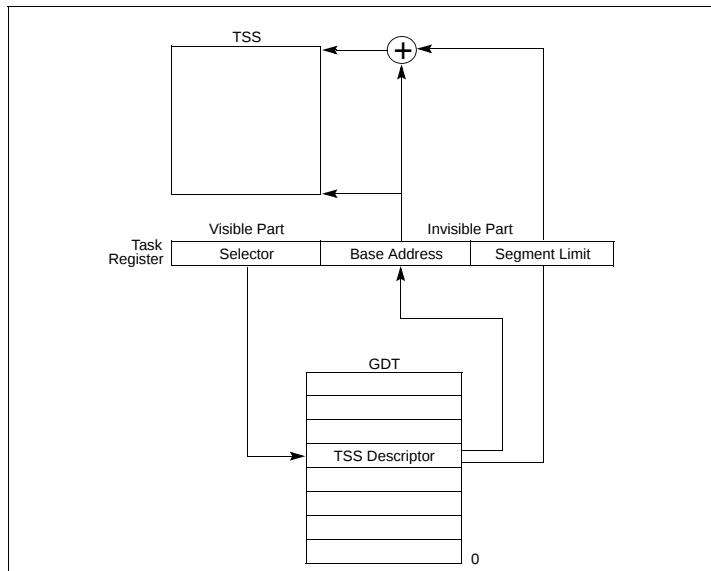 TSS
+
Visible Part
Invisible Part
Task
Register
Selector
Base Address
Segment Limit
GDT
TSS Descriptor
0